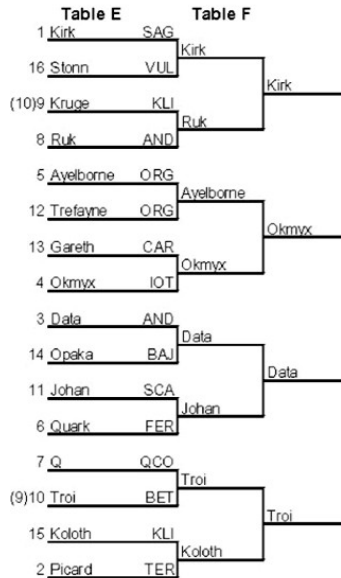 Table E Table F
1 Kirk SAG
Kirk
16 Stonn VUL
Kirk
(10)9 Kruge KLI
Ruk
8 Ruk AND
5 Ayelborne ORG
Ayelborne
12 Trefayne ORG
Okmyx
13 Gareth CAR
Okmyx
4 Okmyx IOT
3 Data AND
Data
14 Opaka BAJ
Data
11 Johan SCA
Johan
6 Quark FER
7 Q QCO
Troi
(9)10 Troi BET
Troi
15 Koloth KLI
Koloth
2 Picard TER